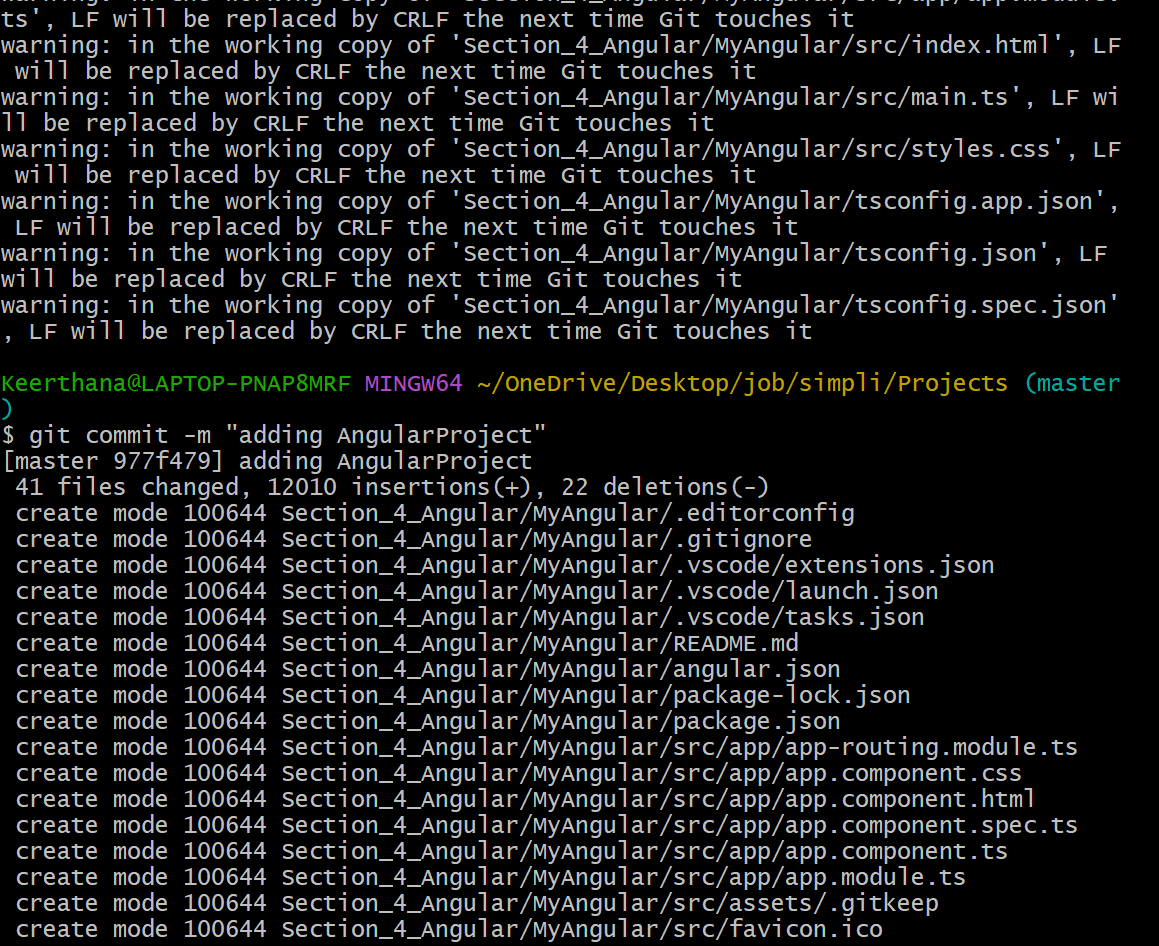 ts', LF will be replaced by CRLF the next time Git touches it
warning: in the working copy of 'Section_4_Angular/MyAngular/src/index.html', LF
 will be replaced by CRLF the next time Git touches it
warning: in the working copy of 'Section_4_Angular/MyAngular/src/main.ts', LF wi
ll be replaced by CRLF the next time Git touches it
warning: in the working copy of 'Section_4_Angular/MyAngular/src/styles.css', LF
 will be replaced by CRLF the next time Git touches it
warning: in the working copy of 'Section_4_Angular/MyAngular/tsconfig.app.json',
 LF will be replaced by CRLF the next time Git touches it
warning: in the working copy of 'Section_4_Angular/MyAngular/tsconfig.json', LF
will be replaced by CRLF the next time Git touches it
warning: in the working copy of 'Section_4_Angular/MyAngular/tsconfig.spec.json'
, LF will be replaced by CRLF the next time Git touches it

Keerthana@LAPTOP-PNAP8MRF MINGW64 ~/OneDrive/Desktop/job/simpli/Projects (master
)
$ git commit -m "adding AngularProject"
[master 977f479] adding AngularProject
 41 files changed, 12010 insertions(+), 22 deletions(-)
 create mode 100644 Section_4_Angular/MyAngular/.editorconfig
 create mode 100644 Section_4_Angular/MyAngular/.gitignore
 create mode 100644 Section_4_Angular/MyAngular/.vscode/extensions.json
 create mode 100644 Section_4_Angular/MyAngular/.vscode/launch.json
 create mode 100644 Section_4_Angular/MyAngular/.vscode/tasks.json
 create mode 100644 Section_4_Angular/MyAngular/README.md
 create mode 100644 Section_4_Angular/MyAngular/angular.json
 create mode 100644 Section_4_Angular/MyAngular/package-lock.json
 create mode 100644 Section_4_Angular/MyAngular/package.json
 create mode 100644 Section_4_Angular/MyAngular/src/app/app-routing.module.ts
 create mode 100644 Section_4_Angular/MyAngular/src/app/app.component.css
 create mode 100644 Section_4_Angular/MyAngular/src/app/app.component.html
 create mode 100644 Section_4_Angular/MyAngular/src/app/app.component.spec.ts
 create mode 100644 Section_4_Angular/MyAngular/src/app/app.component.ts
 create mode 100644 Section_4_Angular/MyAngular/src/app/app.module.ts
 create mode 100644 Section_4_Angular/MyAngular/src/assets/.gitkeep
 create mode 100644 Section_4_Angular/MyAngular/src/favicon.ico